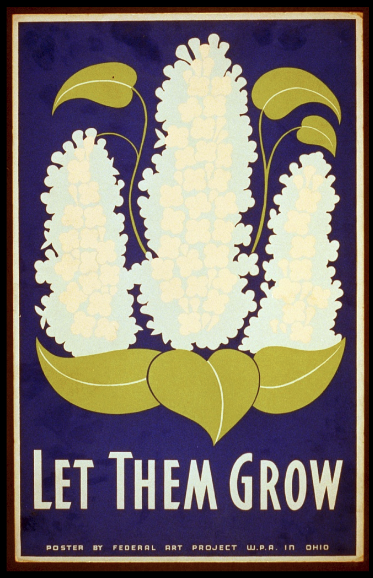 LET THEM GROW
POSTER BY FEDERAL ART PROJECT W.P.A. IN OHIO